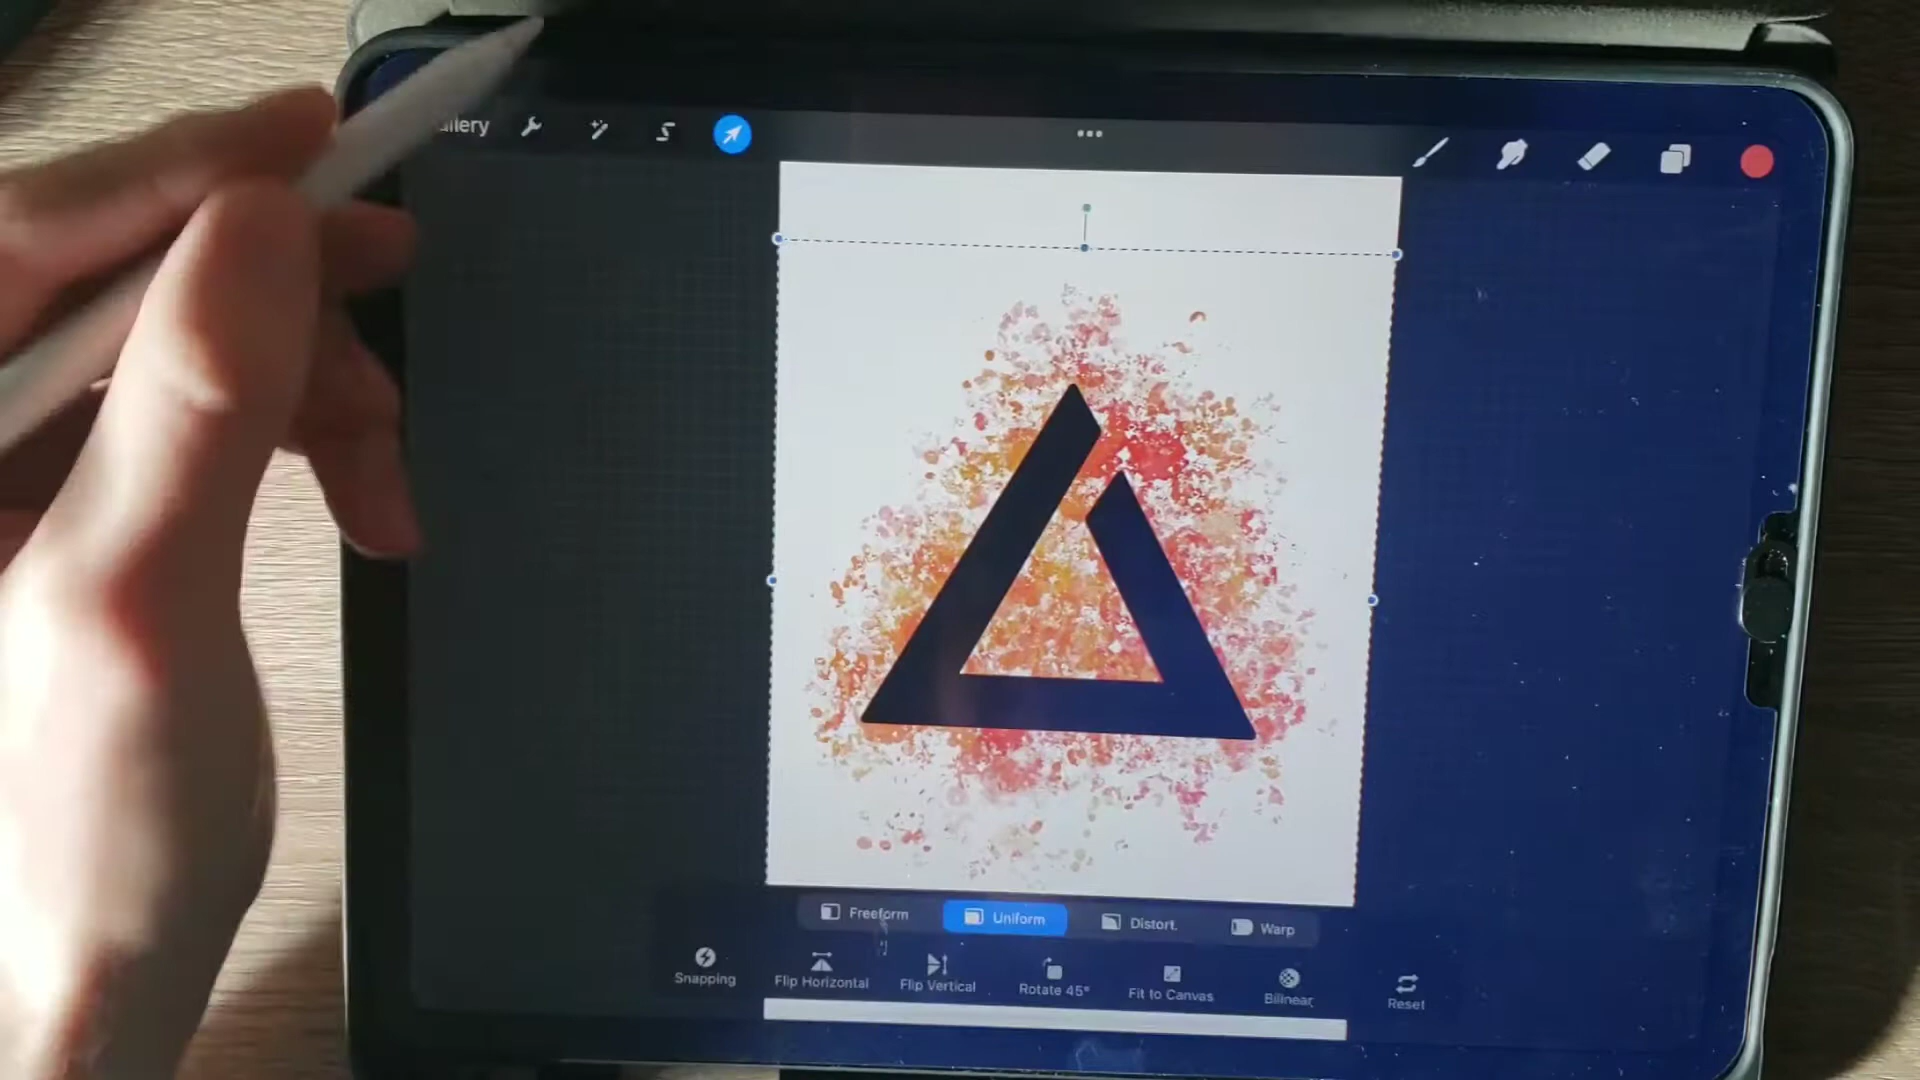 allery
Freeform Uniform Distort Warp
Snapping Flip Horizontal Flip Vertical Rotate 45° Fit to Canvas Bilinear Reset